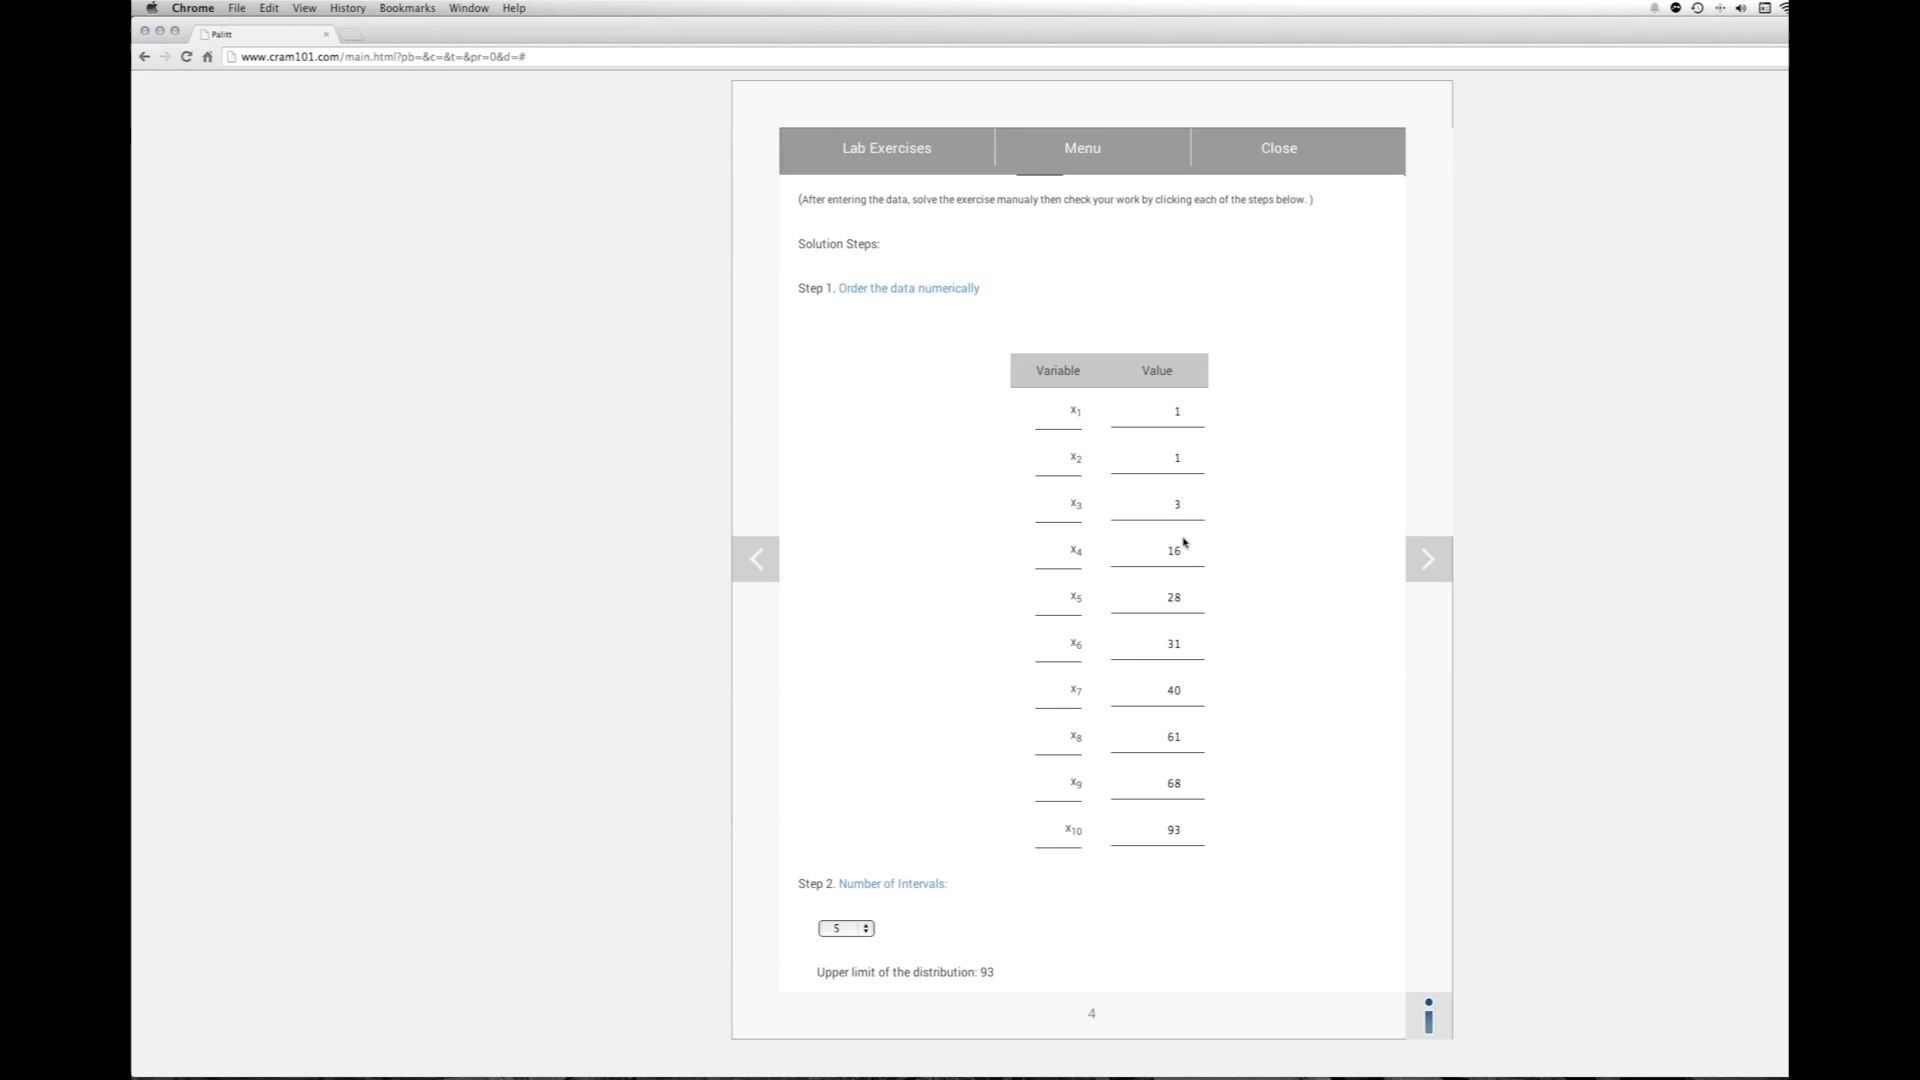 Chrome File Edit View History Bookmarks Window Help
Palitt
www.cram101.com/main.html?pb=&c=&t=&pr=0&d=#
Lab Exercises Menu Close
(After entering the data, solve the exercise manualy then check your work by clicking each of the steps below. )
Solution Steps:
Step 1. Order the data numerically
Variable Value
x1 1
x2 1
x3 3
x4 16
x5 28
x6 31
x7 40
x8 61
x9 68
x10 93
Step 2. Number of Intervals:
5
Upper limit of the distribution: 93
4
i